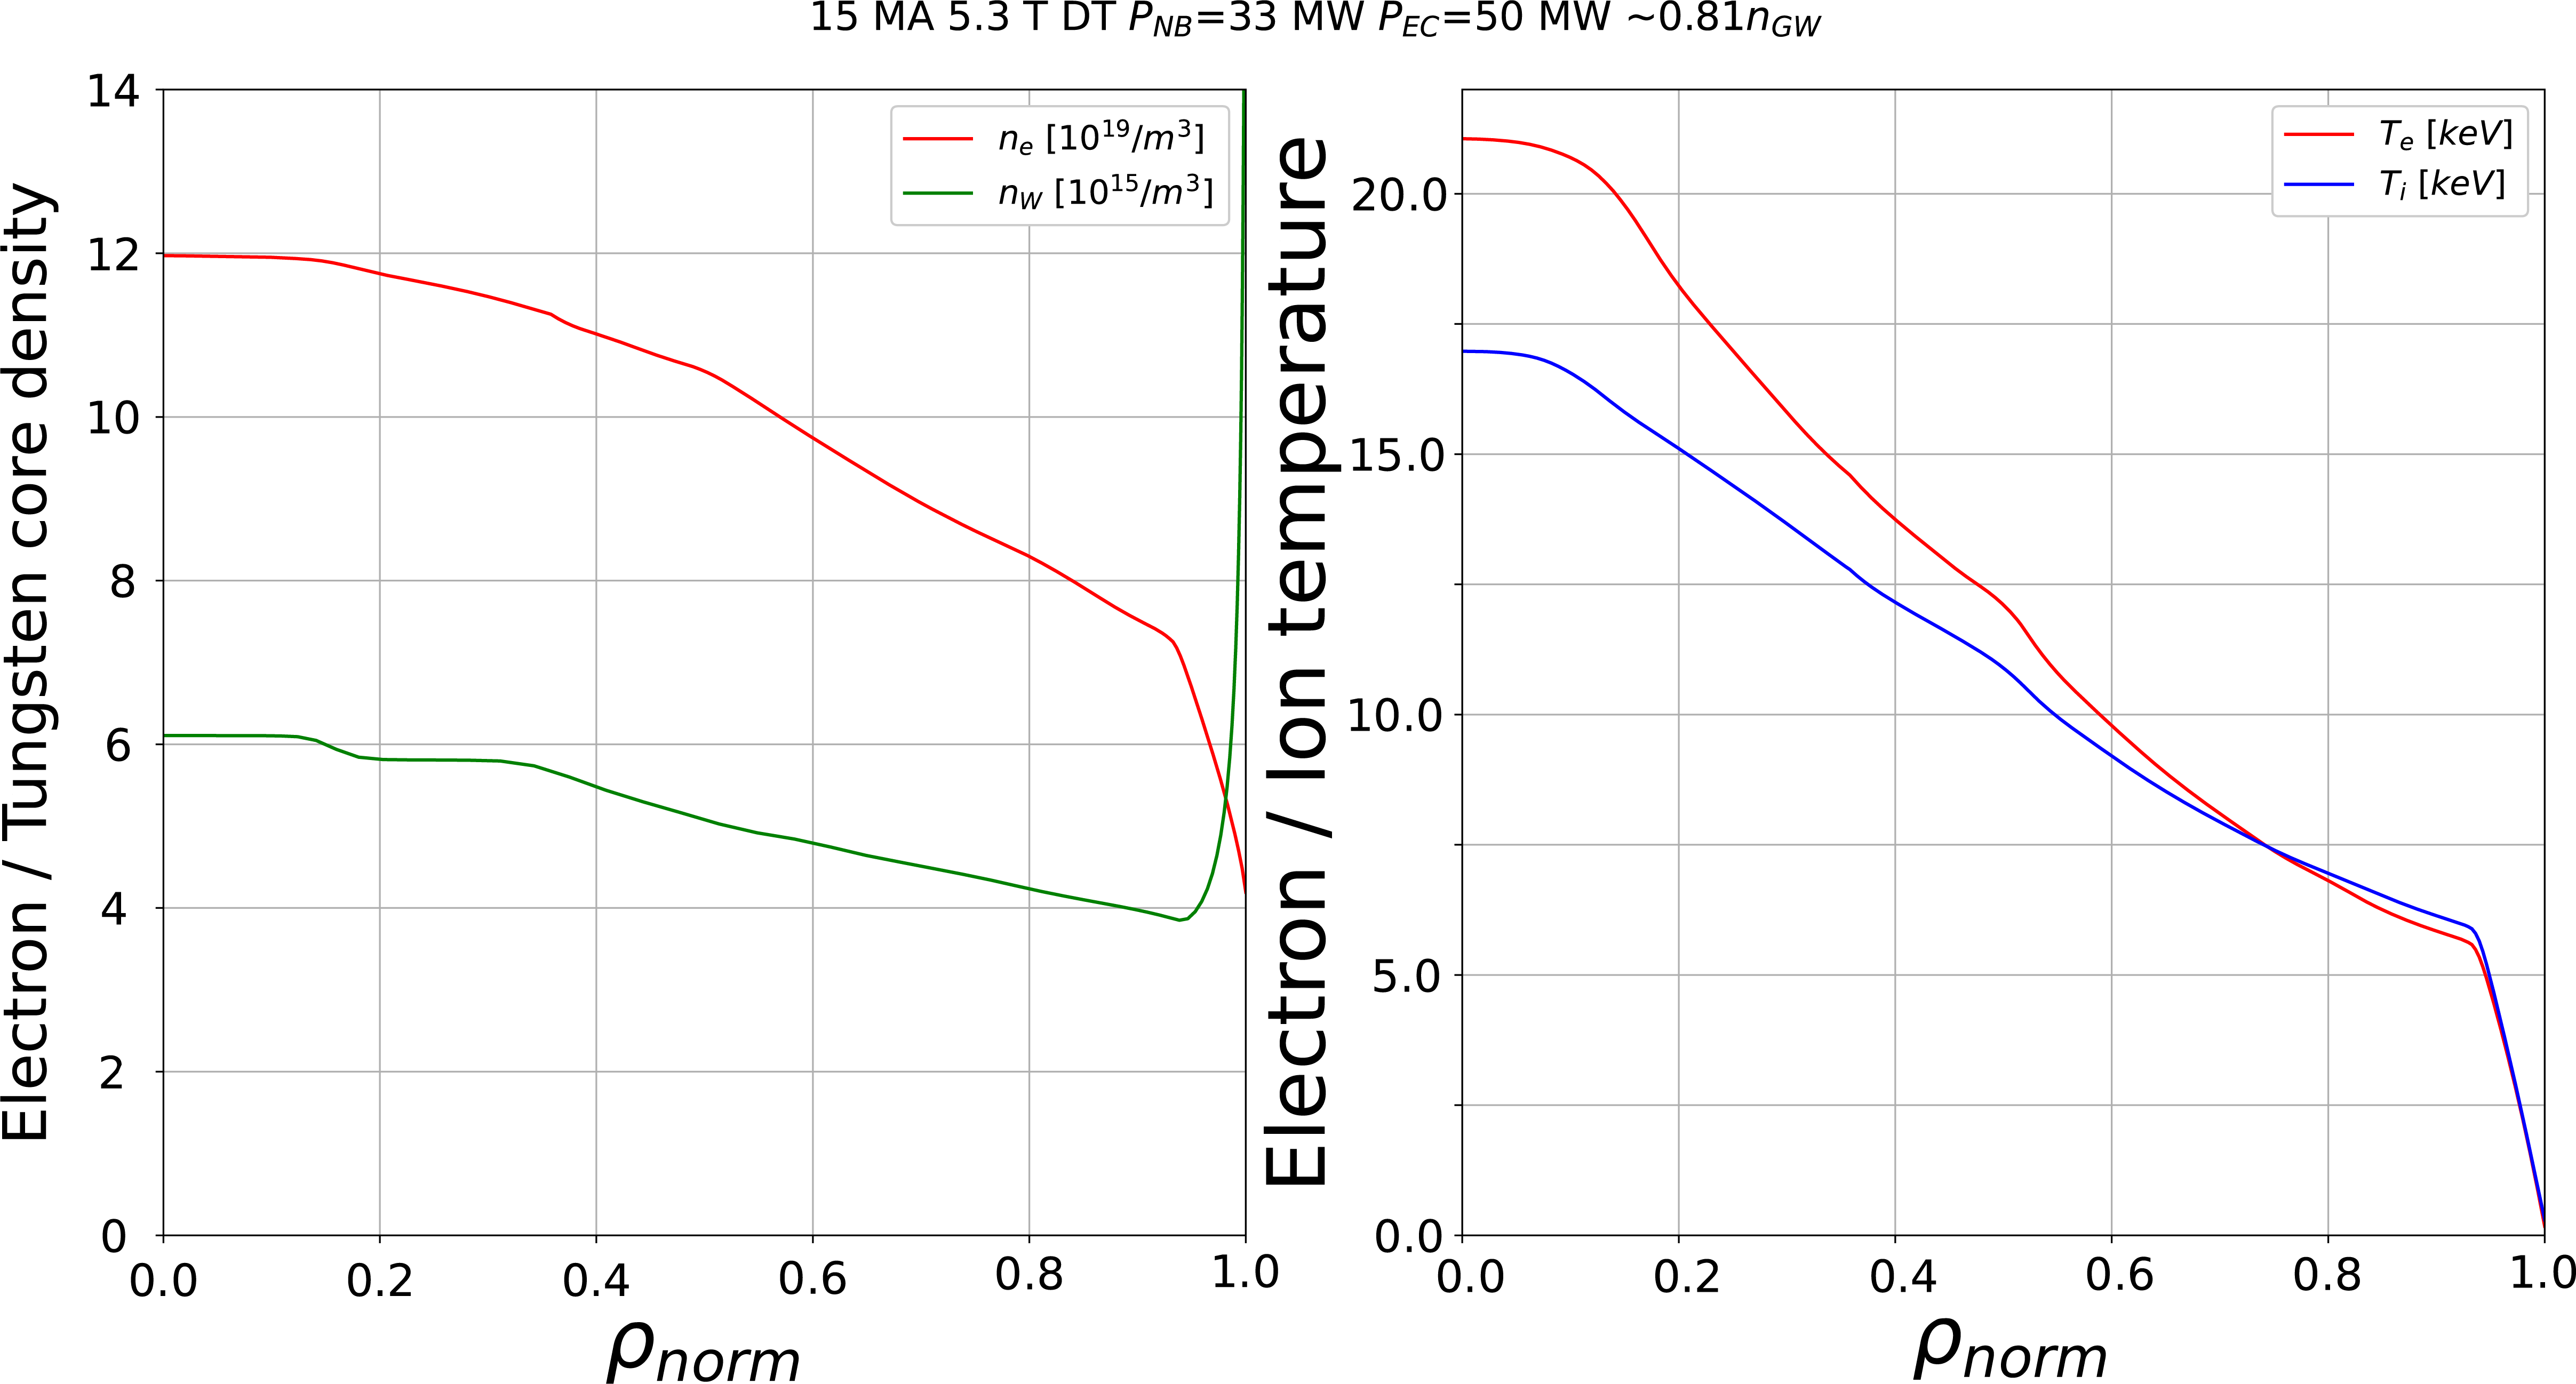 15 MA 5.3 T DT P_NB=33 MW P_EC=50 MW ~0.81n_GW
Electron / Tungsten core density
14
12
10
8
6
4
2
0
n_e [10^19/m^3]
n_W [10^15/m^3]
0.0 0.2 0.4 0.6 0.8 1.0
ρ_norm
Electron / Ion temperature
20.0
15.0
10.0
5.0
0.0
T_e [keV]
T_i [keV]
0.0 0.2 0.4 0.6 0.8 1.0
ρ_norm